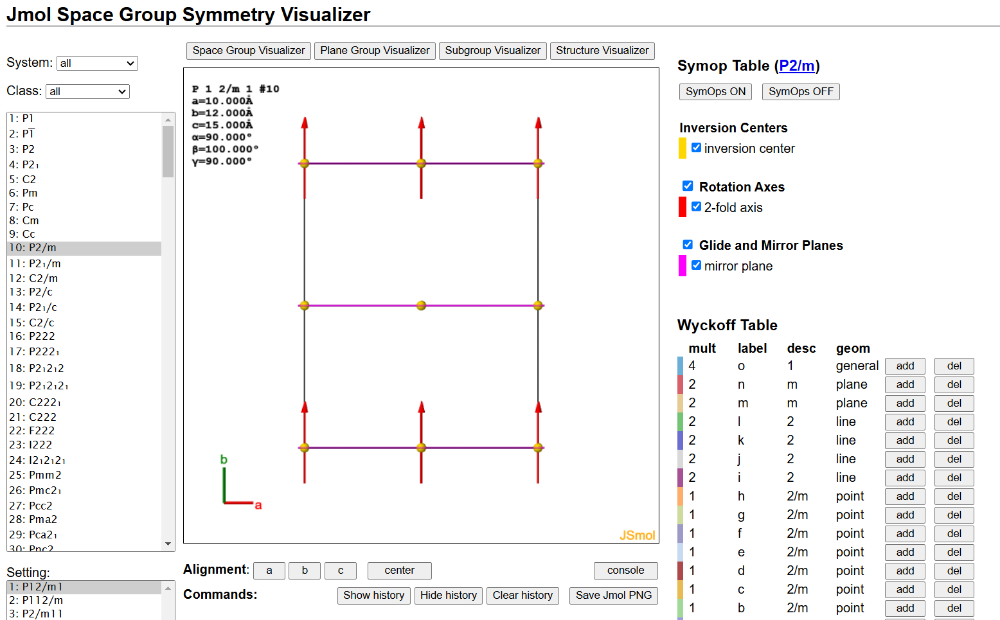 Jmol Space Group Symmetry Visualizer
System: all
Class: all
1: P1
2: P1̅
3: P2
4: P2₁
5: C2
6: Pm
7: Pc
8: Cm
9: Cc
10: P2/m
11: P2₁/m
12: C2/m
13: P2/c
14: P2₁/c
15: C2/c
16: P222
17: P222₁
18: P2₁2₁2
19: P2₁2₁2₁
20: C222₁
21: C222
22: F222
23: I222
24: I2₁2₁2₁
25: Pmm2
26: Pmc2₁
27: Pcc2
28: Pma2
29: Pca2₁
30: Pnc2
Setting:
1: P12/m1
2: P112/m
3: P2/m11
Space Group Visualizer Plane Group Visualizer Subgroup Visualizer Structure Visualizer
P 1 2/m 1 #10
a=10.000Å
b=12.000Å
c=15.000Å
α=90.000°
β=100.000°
γ=90.000°
b
a
JSmol
Alignment: a b c center console
Commands: Show history Hide history Clear history Save Jmol PNG
Symop Table (P2/m)
SymOps ON SymOps OFF
Inversion Centers
inversion center
Rotation Axes
2-fold axis
Glide and Mirror Planes
mirror plane
Wyckoff Table
mult label desc geom
4 o 1 general add del
2 n m plane add del
2 m m plane add del
2 l 2 line add del
2 k 2 line add del
2 j 2 line add del
2 i 2 line add del
1 h 2/m point add del
1 g 2/m point add del
1 f 2/m point add del
1 e 2/m point add del
1 d 2/m point add del
1 c 2/m point add del
1 b 2/m point add del